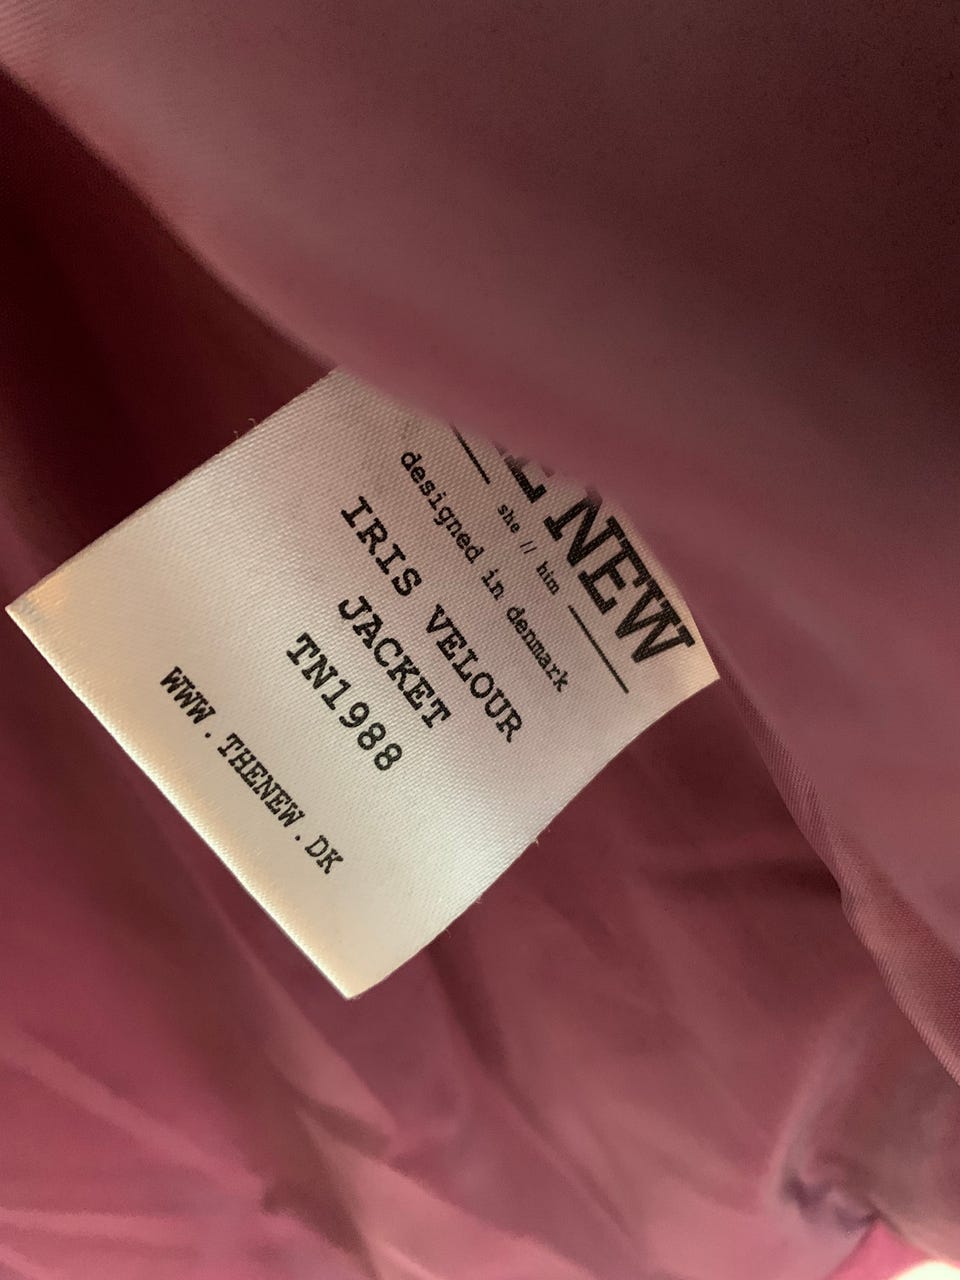 E NEW
she // him
designed in denmark
IRIS VELOUR
JACKET
TN1988
WWW.THENEW.DK